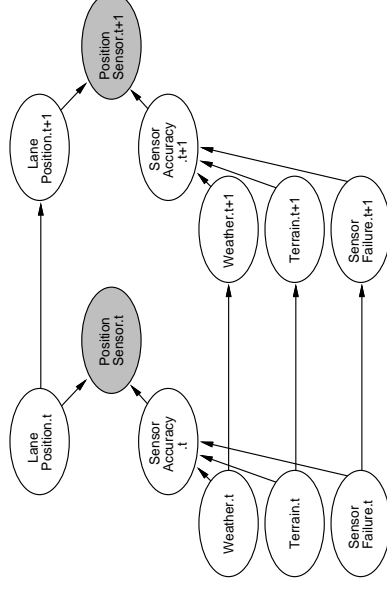 Lane
Position.t
Position
Sensor.t
Sensor
Accuracy
.t
Weather.t
Terrain.t
Sensor
Failure.t
Lane
Position.t+1
Position
Sensor.t+1
Sensor
Accuracy
.t+1
Weather.t+1
Terrain.t+1
Sensor
Failure.t+1